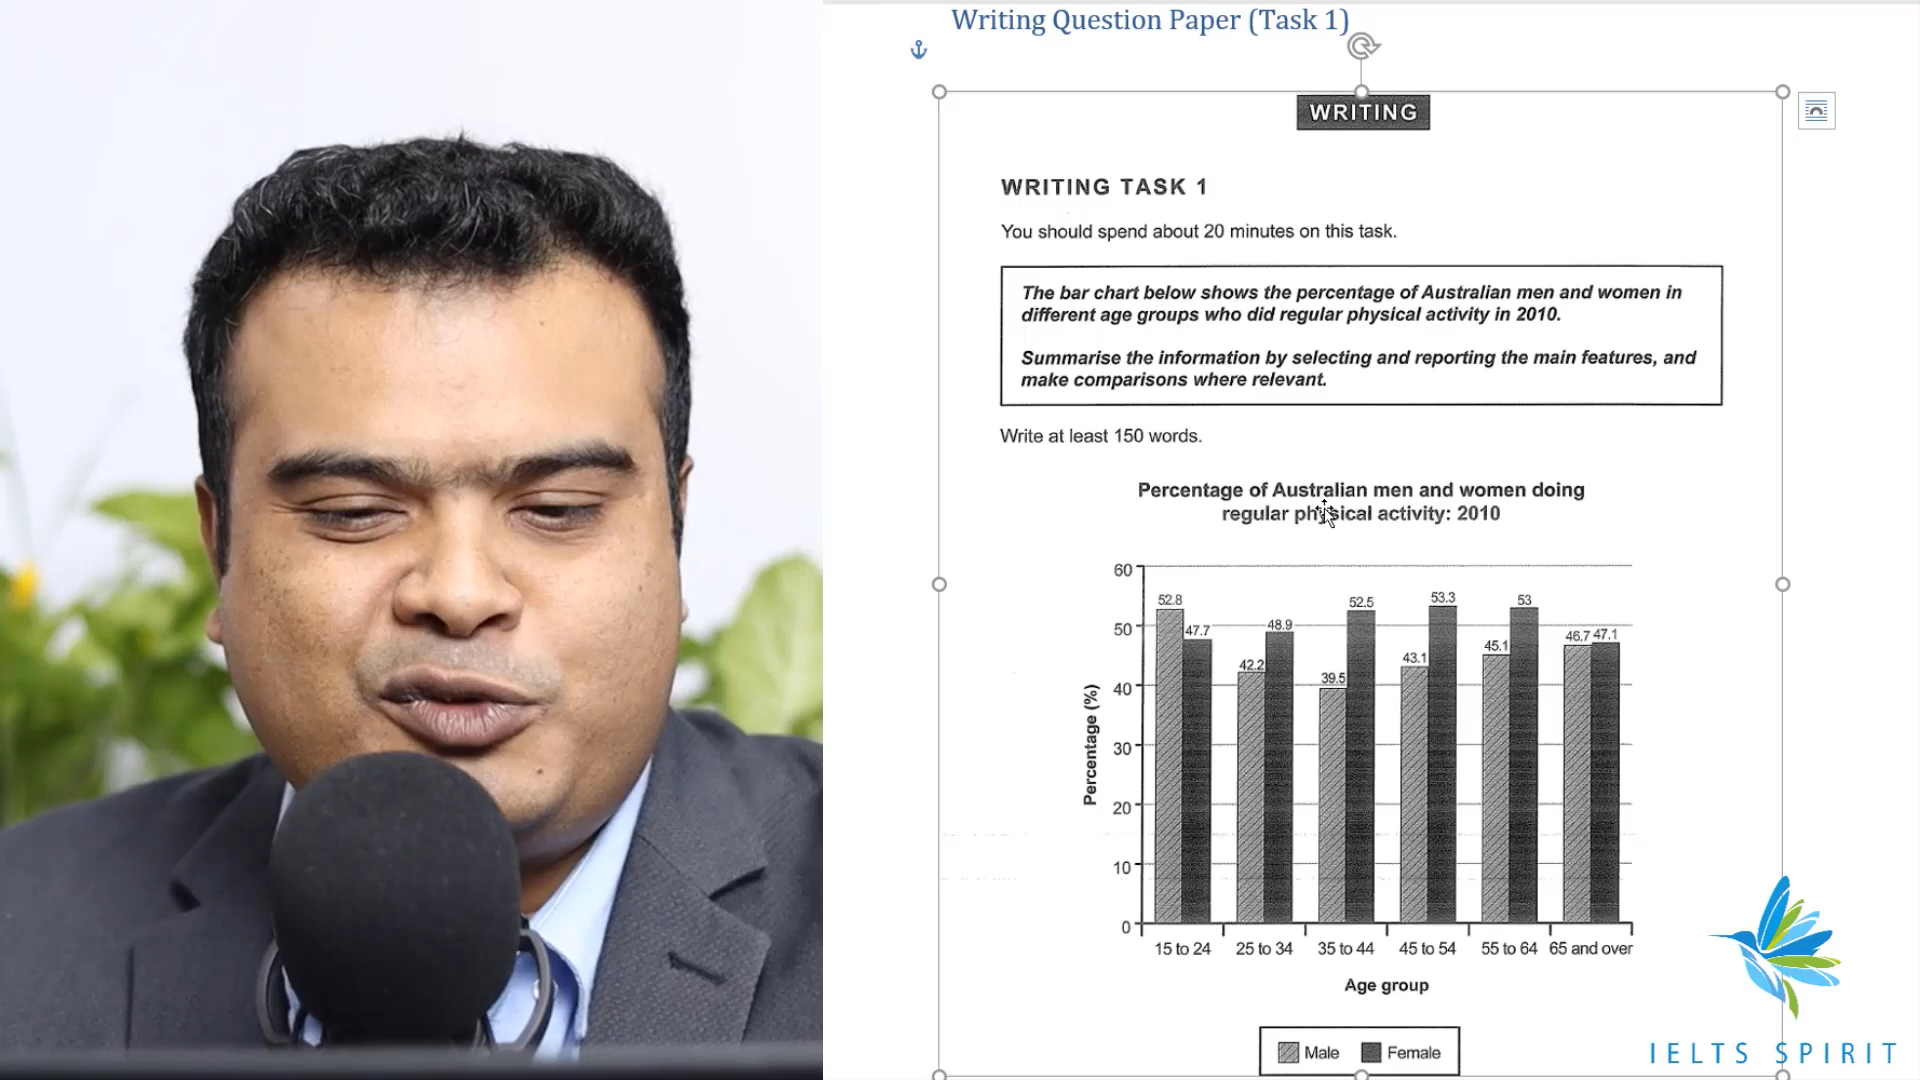 Writing Question Paper (Task 1)
WRITING
WRITING TASK 1
You should spend about 20 minutes on this task.
The bar chart below shows the percentage of Australian men and women in
different age groups who did regular physical activity in 2010.
Summarise the information by selecting and reporting the main features, and
make comparisons where relevant.
Write at least 150 words.
Percentage of Australian men and women doing
regular physical activity: 2010
Percentage (%)
60
50
40
30
20
10
0
52.8
47.7
42.2
48.9
39.5
52.5
43.1
53.3
45.1
53
46.7
47.1
15 to 24
25 to 34
35 to 44
45 to 54
55 to 64
65 and over
Age group
Male
Female
IELTS SPIRIT